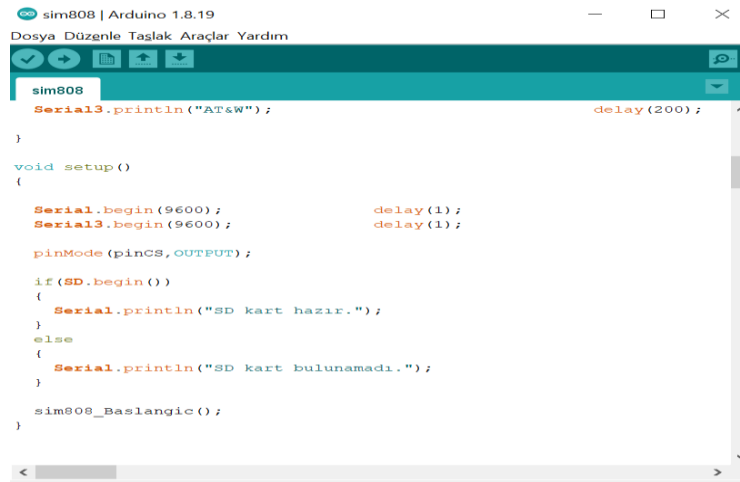 sim808 | Arduino 1.8.19
Dosya Düzenle Taslak Araçlar Yardım
sim808
Serial3.println("AT&W"); delay(200);
}
void setup()
{
Serial.begin(9600); delay(1);
Serial3.begin(9600); delay(1);
pinMode(pinCS,OUTPUT);
if(SD.begin())
{
Serial.println("SD kart hazır.");
}
else
{
Serial.println("SD kart bulunamadı.");
}
sim808_Baslangic();
}